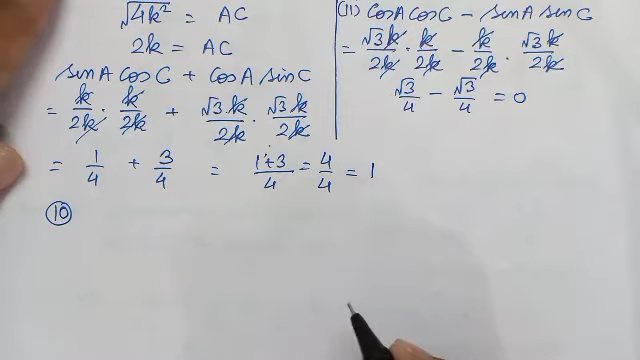 √4k² = AC
2k = AC
sinA cosC + cosA sinC
= k/2k · k/2k + √3k/2k · √3k/2k
= 1/4 + 3/4 = 1+3/4 = 4/4 = 1
(10)
(ii) cosA cosC - sinA sinC
= √3k/2k · k/2k - k/2k · √3k/2k
√3/4 - √3/4 = 0